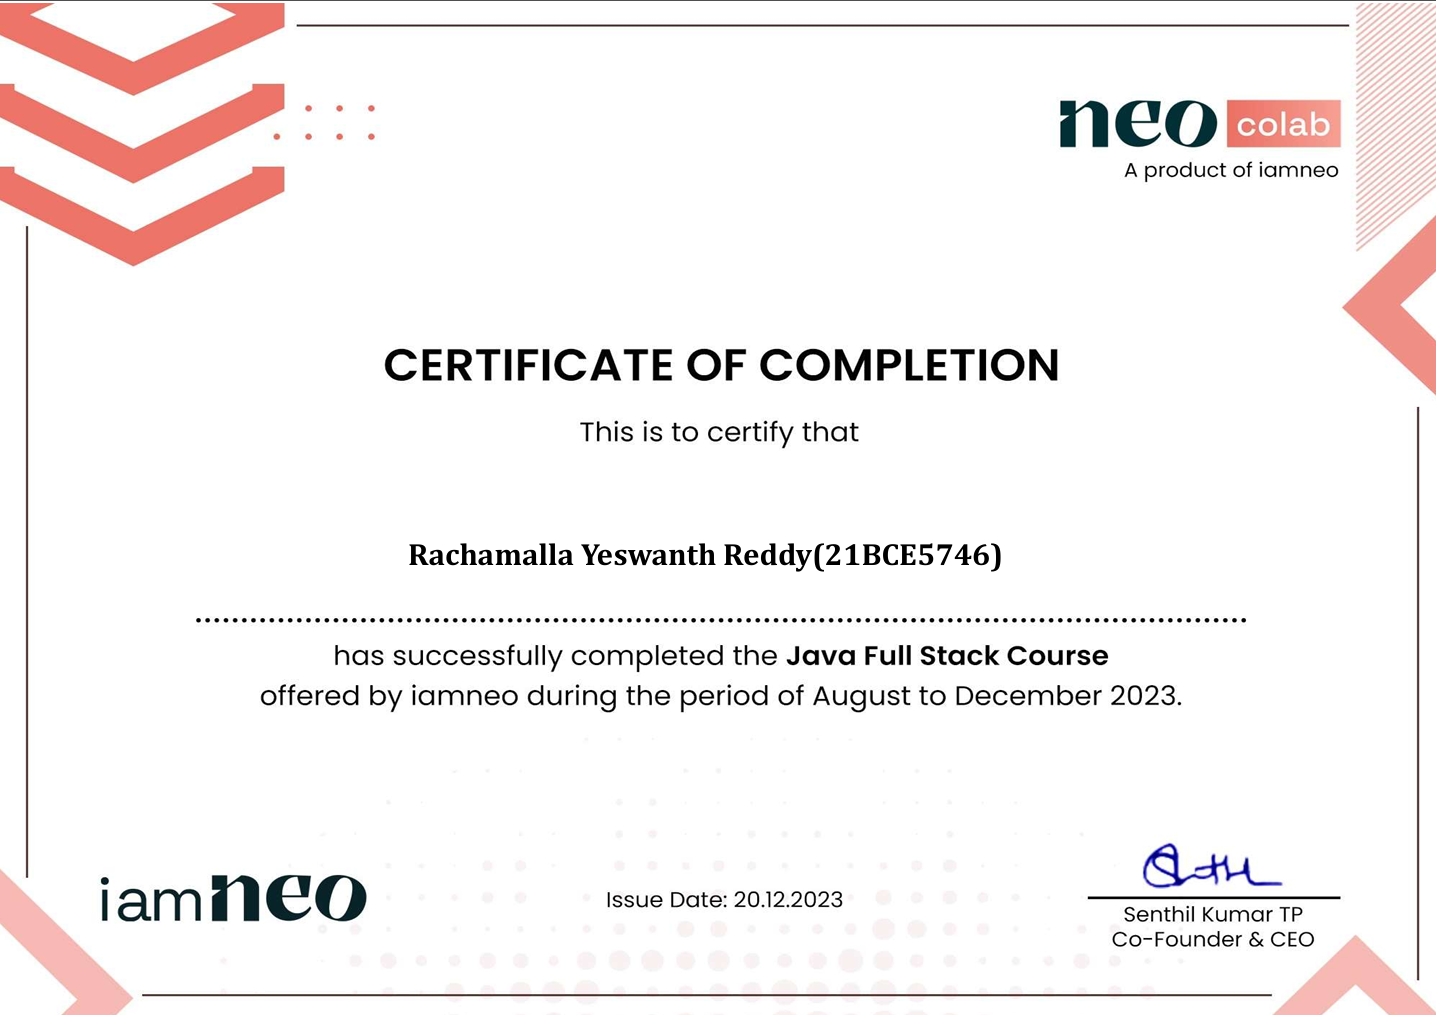 neo colab
A product of iamneo
CERTIFICATE OF COMPLETION
This is to certify that
Rachamalla Yeswanth Reddy(21BCE5746)
has successfully completed the Java Full Stack Course
offered by iamneo during the period of August to December 2023.
iamneo
Issue Date: 20.12.2023
Senthil Kumar TP
Co-Founder & CEO